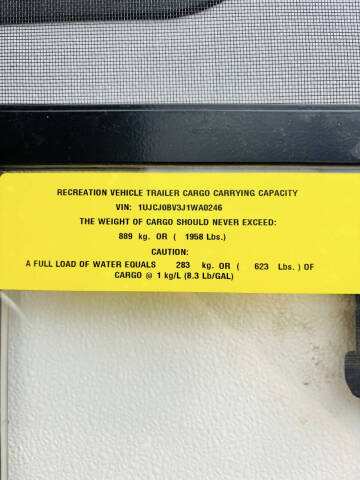 RECREATION VEHICLE TRAILER CARGO CARRYING CAPACITY
VIN: 1UJCJ0BV3J1WA0246
THE WEIGHT OF CARGO SHOULD NEVER EXCEED:
889 kg. OR ( 1958 Lbs.)
CAUTION:
A FULL LOAD OF WATER EQUALS 283 kg. OR ( 623 Lbs. ) OF
CARGO @ 1 kg/L (8.3 Lb/GAL)